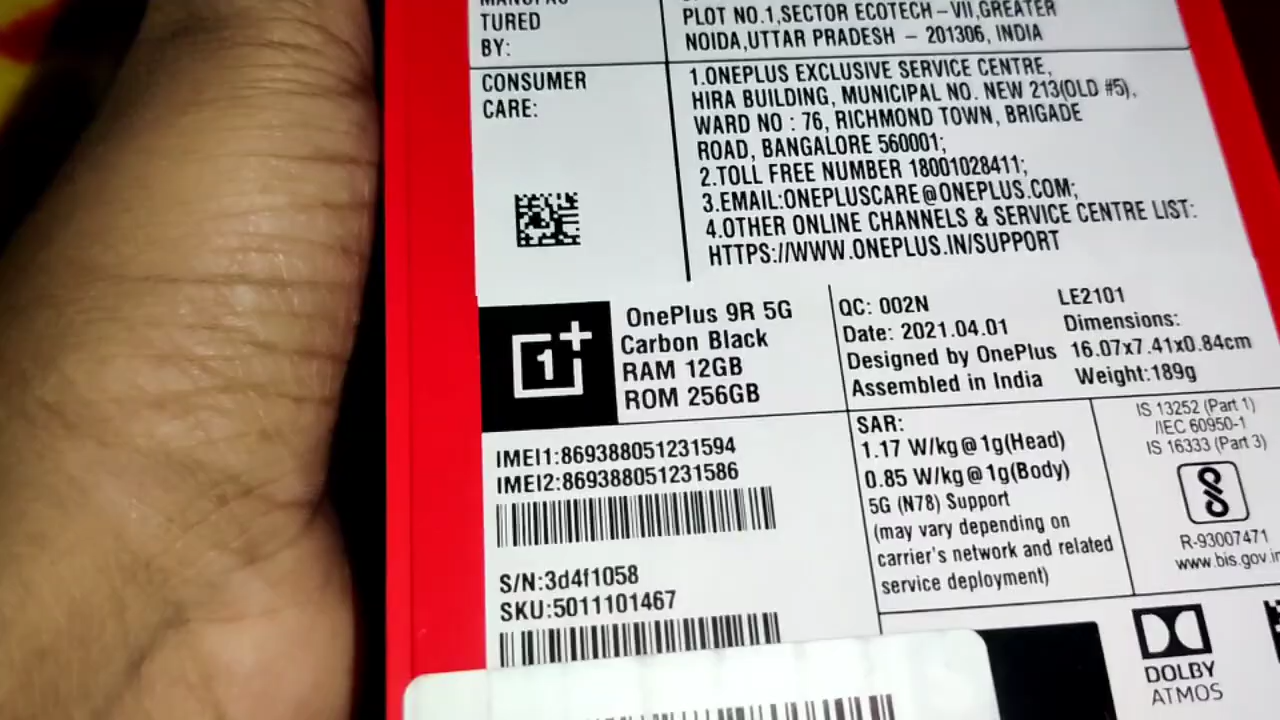 TURED
BY:
PLOT NO.1,SECTOR ECOTECH-VII,GREATER
NOIDA,UTTAR PRADESH - 201306, INDIA
CONSUMER
CARE:
1.ONEPLUS EXCLUSIVE SERVICE CENTRE,
HIRA BUILDING, MUNICIPAL NO. NEW 213(OLD #5),
WARD NO : 76, RICHMOND TOWN, BRIGADE
ROAD, BANGALORE 560001;
2.TOLL FREE NUMBER 18001028411;
3.EMAIL:ONEPLUSCARE@ONEPLUS.COM;
4.OTHER ONLINE CHANNELS & SERVICE CENTRE LIST:
HTTPS://WWW.ONEPLUS.IN/SUPPORT
1+
OnePlus 9R 5G
Carbon Black
RAM 12GB
ROM 256GB
QC: 002N
Date: 2021.04.01
Designed by OnePlus
Assembled in India
LE2101
Dimensions:
16.07x7.41x0.84cm
Weight:189g
IMEI1:869388051231594
IMEI2:869388051231586
S/N:3d4f1058
SKU:5011101467
SAR:
1.17 W/kg@1g(Head)
0.85 W/kg@1g(Body)
5G (N78) Support
(may vary depending on
carrier's network and related
service deployment)
IS 13252 (Part 1)
/IEC 60950-1
IS 16333 (Part 3)
R-93007471
www.bis.gov.in
DOLBY
ATMOS